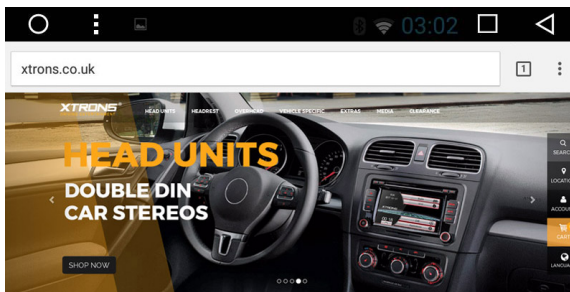 03:02
xtrons.co.uk
1
XTRONS®
HEAD UNITS HEADREST OVERHEAD VEHICLE SPECIFIC EXTRAS MEDIA CLEARANCE
HEAD UNITS
DOUBLE DIN
CAR STEREOS
SHOP NOW
SEARC
LOCATIO
ACCOU
CART
LANGUA